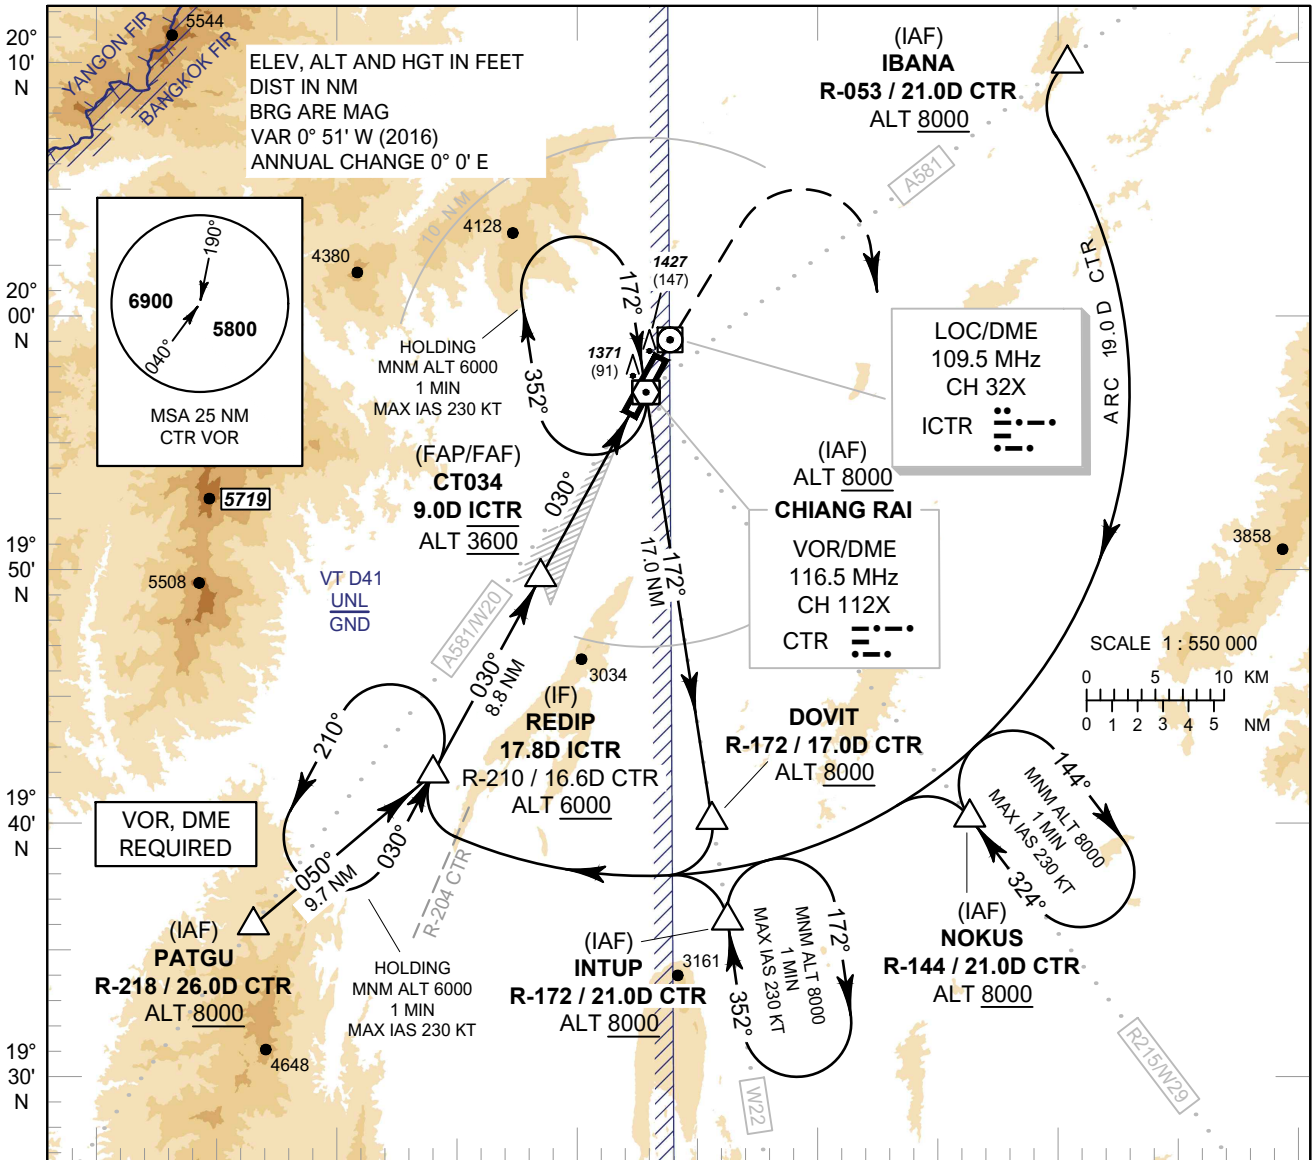 20°
10'
N
5544
YANGON FIR
BANGKOK FIR
ELEV, ALT AND HGT IN FEET
DIST IN NM
BRG ARE MAG
VAR 0° 51' W (2016)
ANNUAL CHANGE 0° 0' E
(IAF)
IBANA
R-053 / 21.0D CTR
ALT 8000
A581
190°
6900
5800
040°
MSA 25 NM
CTR VOR
10 NM
4128
4380
1427
(147)
172°
20°
00'
N
HOLDING
MNM ALT 6000
1 MIN
MAX IAS 230 KT
352°
1371
(91)
LOC/DME
109.5 MHz
CH 32X
ICTR
ARC 19.0 D CTR
(FAP/FAF)
CT034
9.0D ICTR
ALT 3600
030°
(IAF)
ALT 8000
CHIANG RAI
VOR/DME
116.5 MHz
CH 112X
CTR
5719
19°
50'
N
5508
VT D41
UNL
GND
172°
17.0 NM
3858
A581/W20
SCALE 1 : 550 000
0 5 10 KM
0 1 2 3 4 5 NM
3034
030°
8.8 NM
(IF)
REDIP
17.8D ICTR
R-210 / 16.6D CTR
ALT 6000
210°
DOVIT
R-172 / 17.0D CTR
ALT 8000
144°
MNM ALT 8000
1 MIN
MAX IAS 230 KT
324°
19°
40'
N
VOR, DME
REQUIRED
030°
050°
9.7 NM
R-204 CTR
(IAF)
PATGU
R-218 / 26.0D CTR
ALT 8000
HOLDING
MNM ALT 6000
1 MIN
MAX IAS 230 KT
(IAF)
INTUP
R-172 / 21.0D CTR
ALT 8000
3161
172°
MNM ALT 8000
1 MIN
MAX IAS 230 KT
352°
(IAF)
NOKUS
R-144 / 21.0D CTR
ALT 8000
19°
30'
N
4648
W22
R215/W29